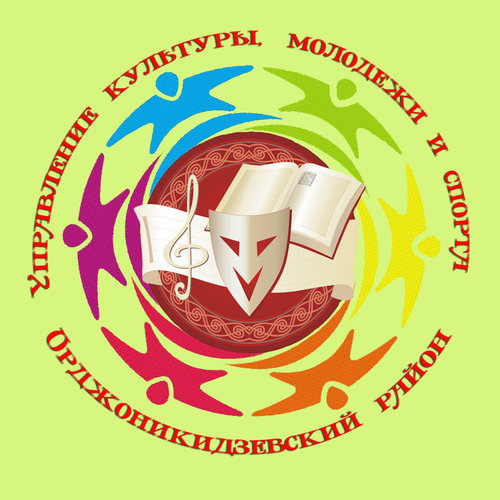 Управление культуры, молодежи и спорта
Орджоникидзевский район